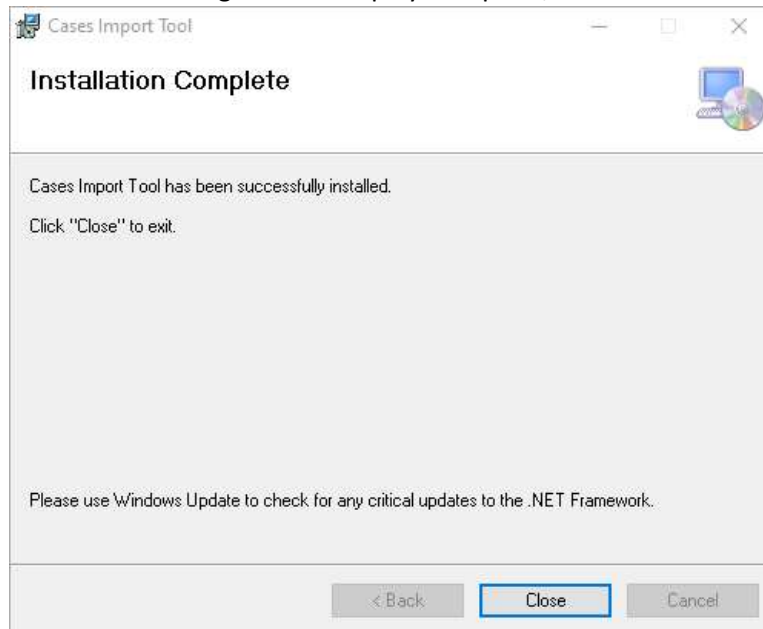 Cases Import Tool
Installation Complete
Cases Import Tool has been successfully installed.
Click "Close" to exit.
Please use Windows Update to check for any critical updates to the .NET Framework.
< Back Close Cancel